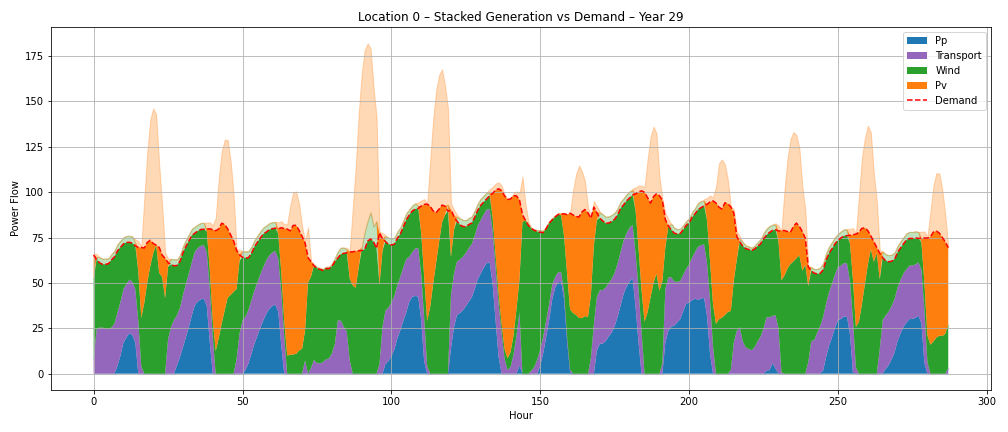 Location 0 – Stacked Generation vs Demand – Year 29
Pp
Transport
Wind
Pv
Demand
Power Flow
175
150
125
100
75
50
25
0
0
50
100
150
200
250
300
Hour